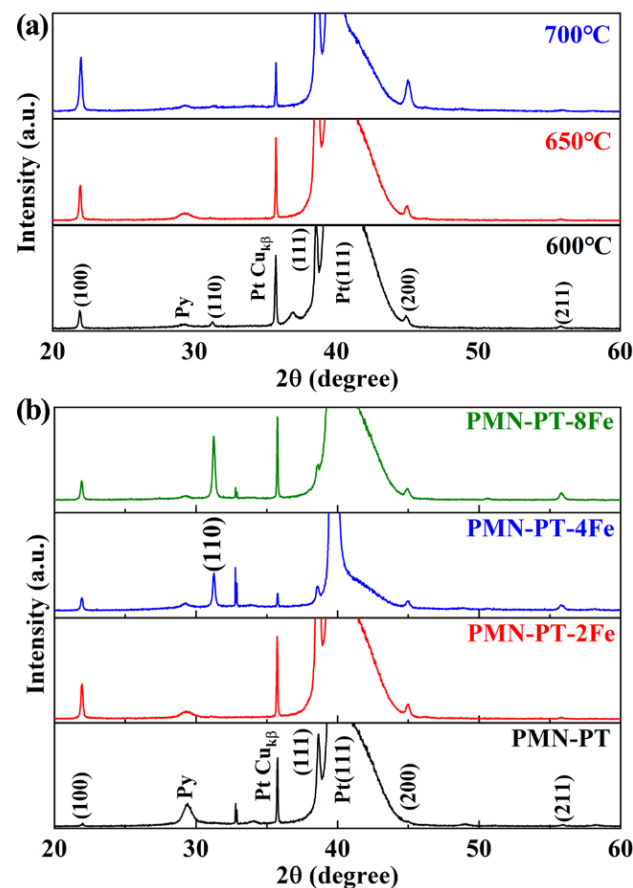 (a)
700°C
650°C
600°C
Intensity (a.u.)
(100)
Py
(110)
Pt Cukβ
(111)
Pt(111)
(200)
(211)
20 30 40 50 60
2θ (degree)
(b)
PMN-PT-8Fe
PMN-PT-4Fe
(110)
PMN-PT-2Fe
PMN-PT
Intensity (a.u.)
(100)
Py
Pt Cukβ
(111)
Pt(111)
(200)
(211)
20 30 40 50 60
2θ (degree)